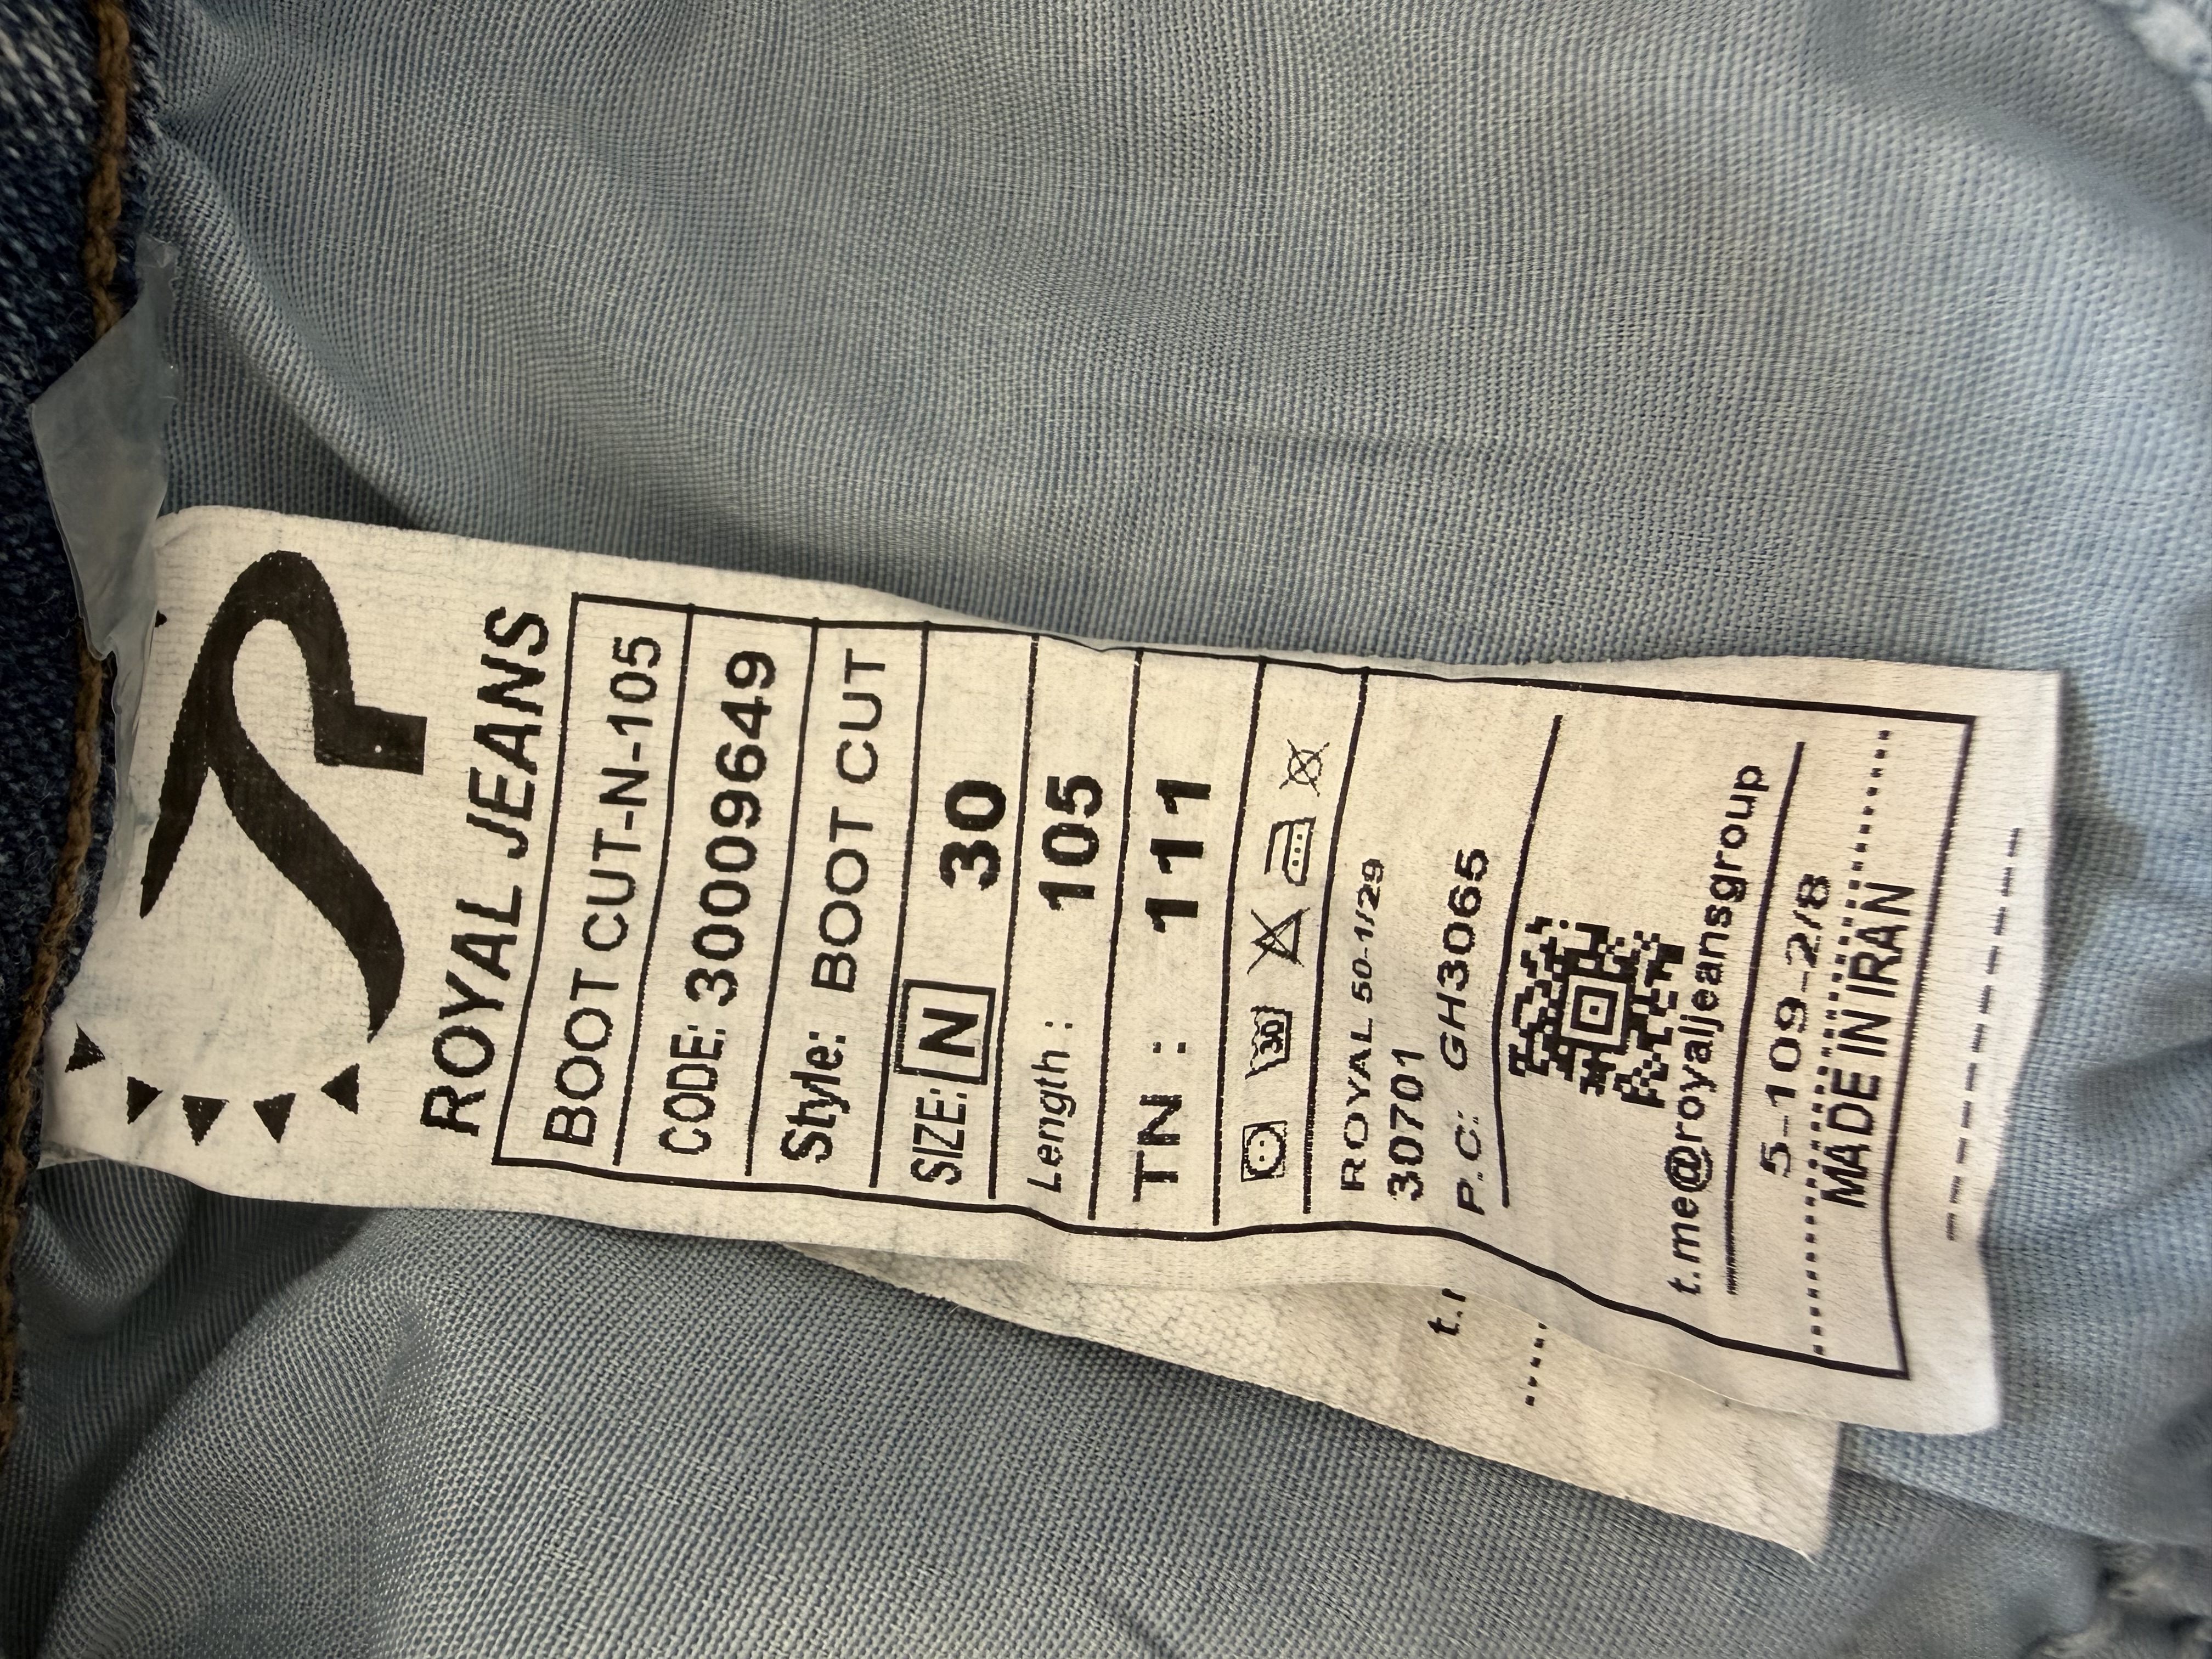 ROYAL JEANS
BOOT CUT-N-105
CODE: 30009649
Style: BOOT CUT
SIZE: N 30
Length : 105
TN : 111
30
ROYAL 50-1/29
30701
P.C: GH3065
t.me@royaljeansgroup
5-109-2/8
MADE IN IRAN